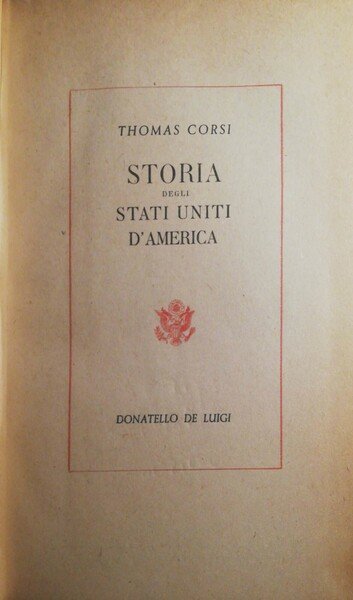 THOMAS CORSI
STORIA
DEGLI
STATI UNITI
D'AMERICA
DONATELLO DE LUIGI